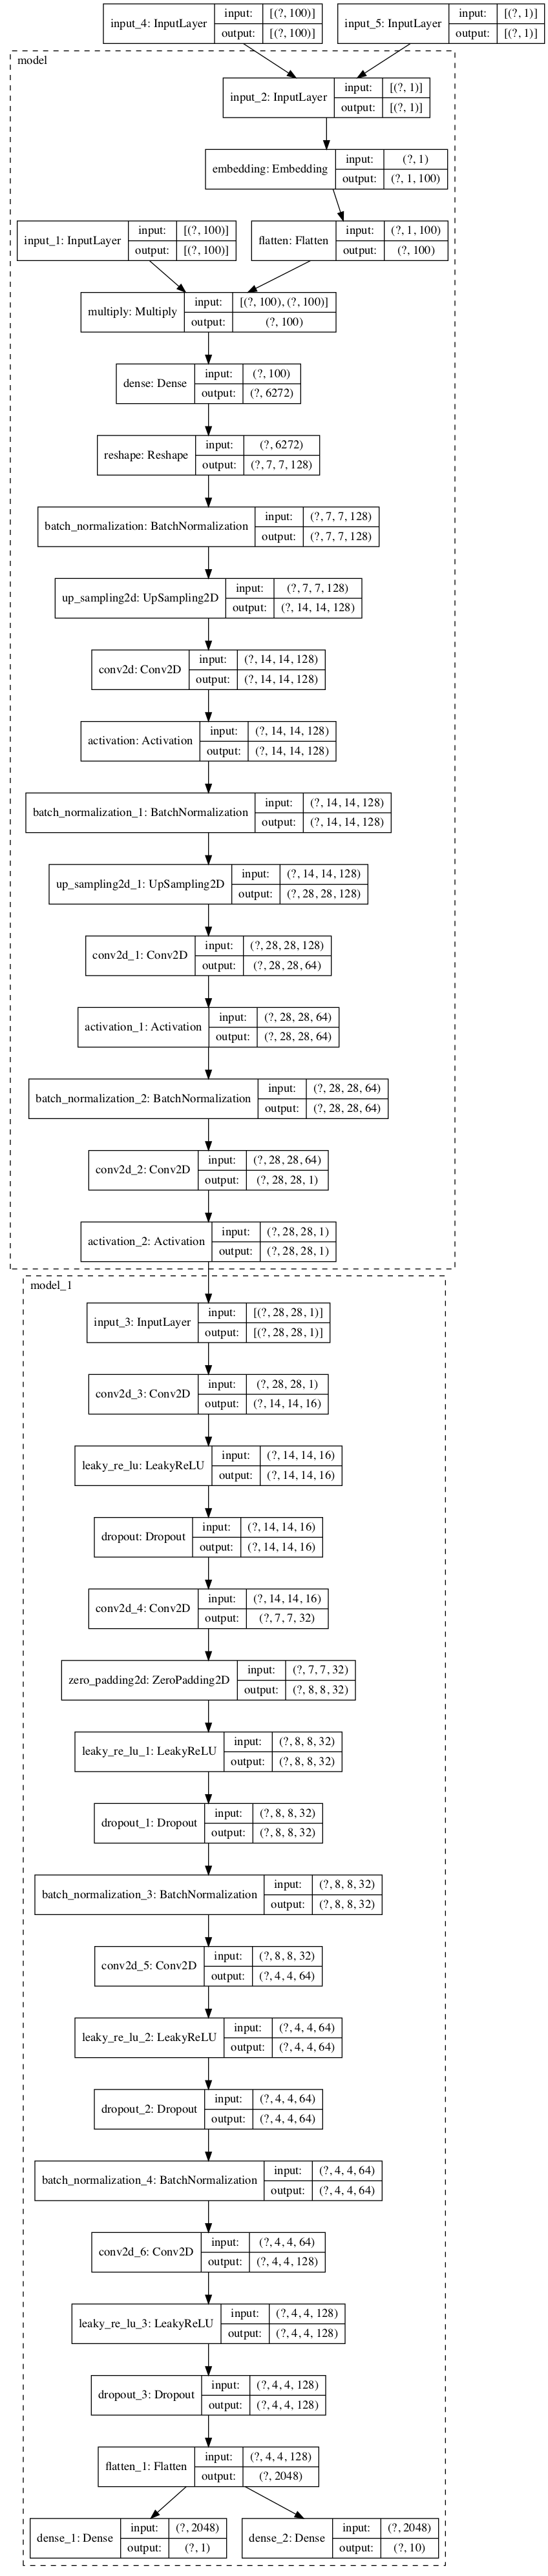 input_4: InputLayer
input: [(?, 100)]
output: [(?, 100)]
input_5: InputLayer
input: [(?, 1)]
output: [(?, 1)]
model
input_2: InputLayer
input: [(?, 1)]
output: [(?, 1)]
embedding: Embedding
input: (?, 1)
output: (?, 1, 100)
input_1: InputLayer
input: [(?, 100)]
output: [(?, 100)]
flatten: Flatten
input: (?, 1, 100)
output: (?, 100)
multiply: Multiply
input: [(?, 100), (?, 100)]
output: (?, 100)
dense: Dense
input: (?, 100)
output: (?, 6272)
reshape: Reshape
input: (?, 6272)
output: (?, 7, 7, 128)
batch_normalization: BatchNormalization
input: (?, 7, 7, 128)
output: (?, 7, 7, 128)
up_sampling2d: UpSampling2D
input: (?, 7, 7, 128)
output: (?, 14, 14, 128)
conv2d: Conv2D
input: (?, 14, 14, 128)
output: (?, 14, 14, 128)
activation: Activation
input: (?, 14, 14, 128)
output: (?, 14, 14, 128)
batch_normalization_1: BatchNormalization
input: (?, 14, 14, 128)
output: (?, 14, 14, 128)
up_sampling2d_1: UpSampling2D
input: (?, 14, 14, 128)
output: (?, 28, 28, 128)
conv2d_1: Conv2D
input: (?, 28, 28, 128)
output: (?, 28, 28, 64)
activation_1: Activation
input: (?, 28, 28, 64)
output: (?, 28, 28, 64)
batch_normalization_2: BatchNormalization
input: (?, 28, 28, 64)
output: (?, 28, 28, 64)
conv2d_2: Conv2D
input: (?, 28, 28, 64)
output: (?, 28, 28, 1)
activation_2: Activation
input: (?, 28, 28, 1)
output: (?, 28, 28, 1)
model_1
input_3: InputLayer
input: [(?, 28, 28, 1)]
output: [(?, 28, 28, 1)]
conv2d_3: Conv2D
input: (?, 28, 28, 1)
output: (?, 14, 14, 16)
leaky_re_lu: LeakyReLU
input: (?, 14, 14, 16)
output: (?, 14, 14, 16)
dropout: Dropout
input: (?, 14, 14, 16)
output: (?, 14, 14, 16)
conv2d_4: Conv2D
input: (?, 14, 14, 16)
output: (?, 7, 7, 32)
zero_padding2d: ZeroPadding2D
input: (?, 7, 7, 32)
output: (?, 8, 8, 32)
leaky_re_lu_1: LeakyReLU
input: (?, 8, 8, 32)
output: (?, 8, 8, 32)
dropout_1: Dropout
input: (?, 8, 8, 32)
output: (?, 8, 8, 32)
batch_normalization_3: BatchNormalization
input: (?, 8, 8, 32)
output: (?, 8, 8, 32)
conv2d_5: Conv2D
input: (?, 8, 8, 32)
output: (?, 4, 4, 64)
leaky_re_lu_2: LeakyReLU
input: (?, 4, 4, 64)
output: (?, 4, 4, 64)
dropout_2: Dropout
input: (?, 4, 4, 64)
output: (?, 4, 4, 64)
batch_normalization_4: BatchNormalization
input: (?, 4, 4, 64)
output: (?, 4, 4, 64)
conv2d_6: Conv2D
input: (?, 4, 4, 64)
output: (?, 4, 4, 128)
leaky_re_lu_3: LeakyReLU
input: (?, 4, 4, 128)
output: (?, 4, 4, 128)
dropout_3: Dropout
input: (?, 4, 4, 128)
output: (?, 4, 4, 128)
flatten_1: Flatten
input: (?, 4, 4, 128)
output: (?, 2048)
dense_1: Dense
input: (?, 2048)
output: (?, 1)
dense_2: Dense
input: (?, 2048)
output: (?, 10)